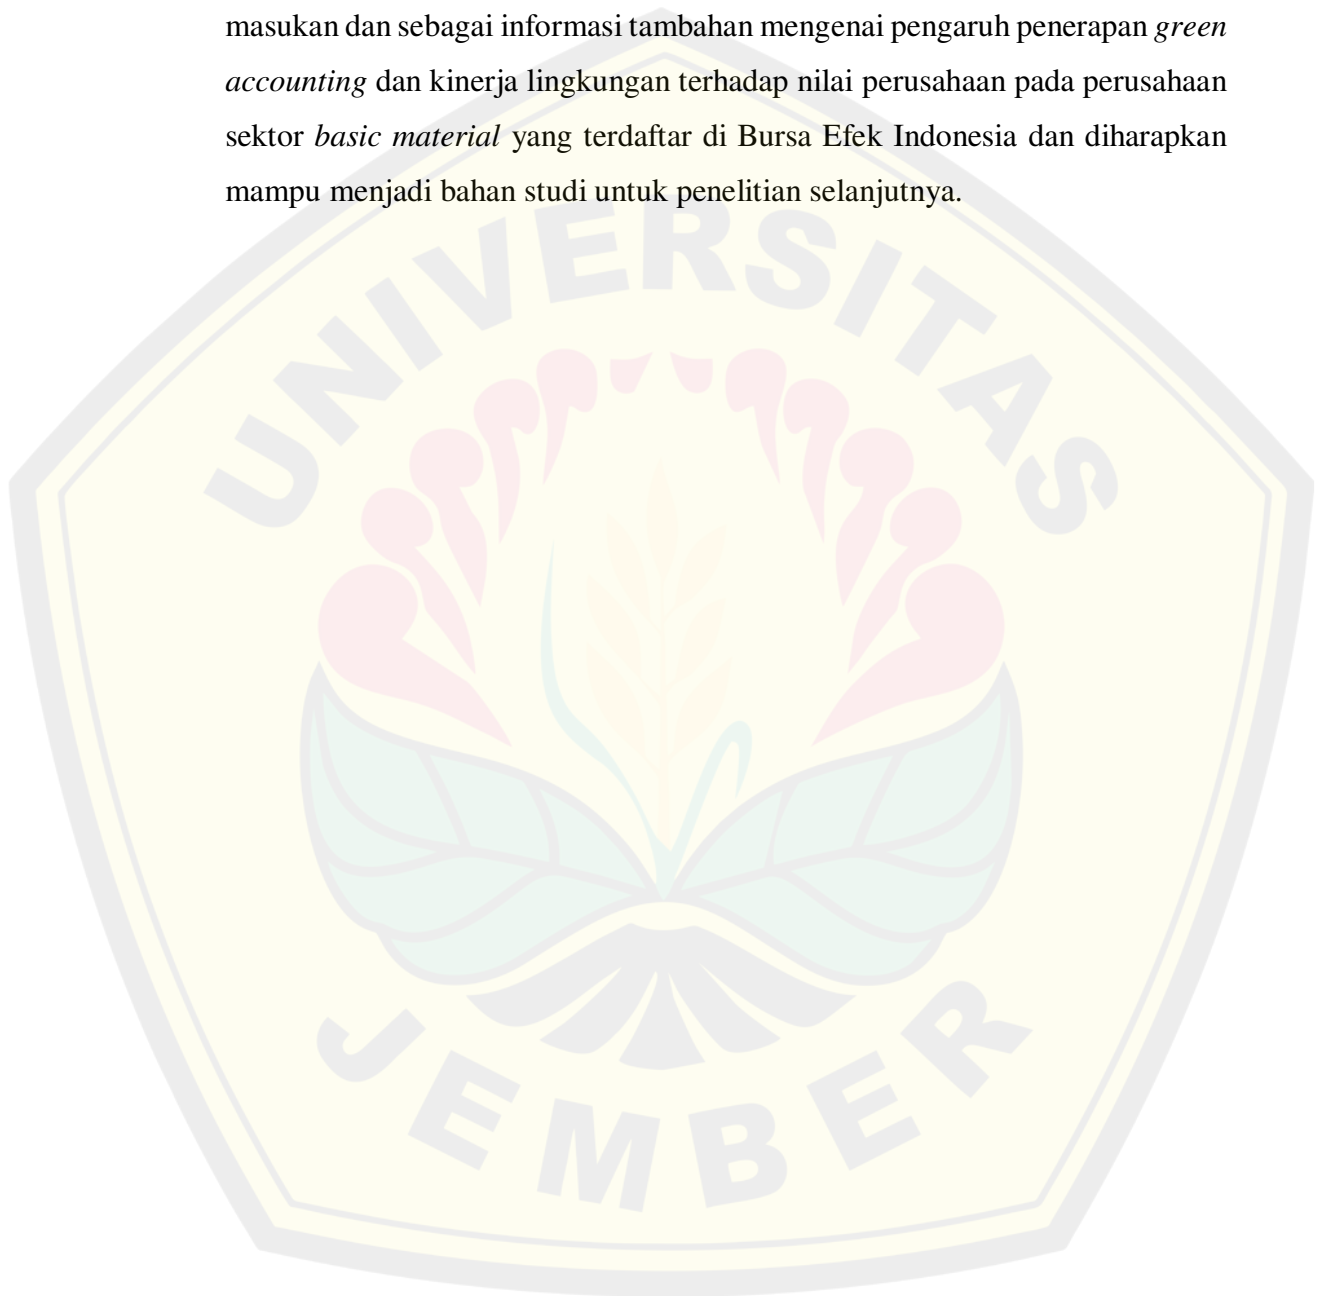 masukan dan sebagai informasi tambahan mengenai pengaruh penerapan green
accounting dan kinerja lingkungan terhadap nilai perusahaan pada perusahaan
sektor basic material yang terdaftar di Bursa Efek Indonesia dan diharapkan
mampu menjadi bahan studi untuk penelitian selanjutnya.
UNIVERSITAS
JEMBER